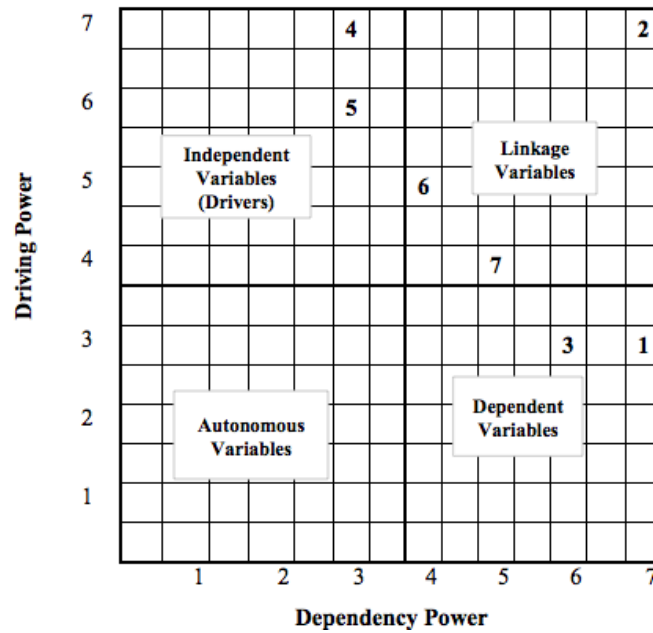 7 4 2
6 5
Independent
Variables
(Drivers)
Linkage
Variables
5 6
4 7
Driving Power
3 3 1
2
Autonomous
Variables
Dependent
Variables
1
1 2 3 4 5 6 7
Dependency Power